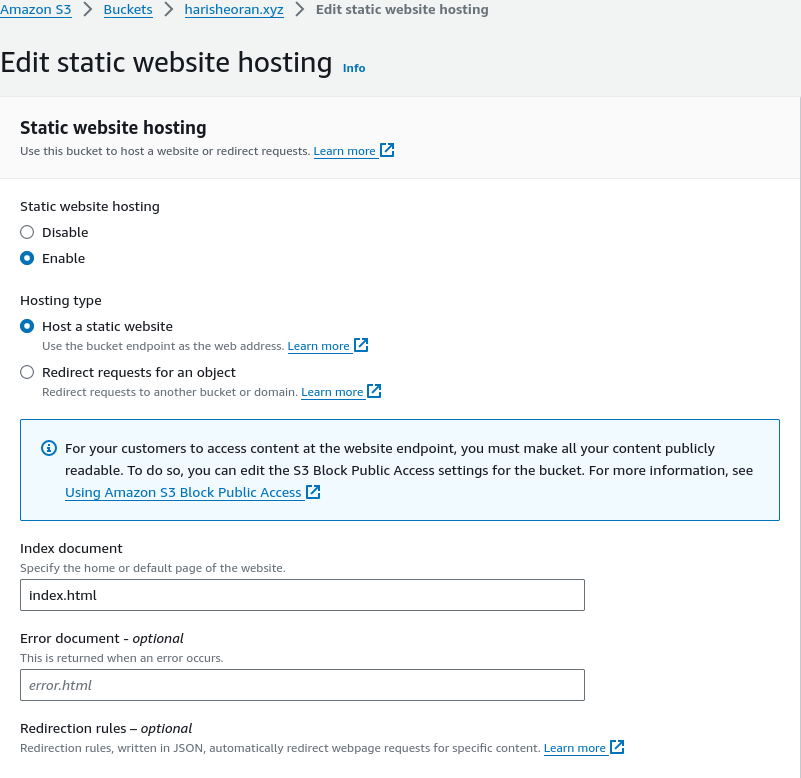 Amazon S3 > Buckets > harisheoran.xyz > Edit static website hosting
Edit static website hosting Info
Static website hosting
Use this bucket to host a website or redirect requests. Learn more
Static website hosting
Disable
Enable
Hosting type
Host a static website
Use the bucket endpoint as the web address. Learn more
Redirect requests for an object
Redirect requests to another bucket or domain. Learn more
For your customers to access content at the website endpoint, you must make all your content publicly
readable. To do so, you can edit the S3 Block Public Access settings for the bucket. For more information, see
Using Amazon S3 Block Public Access
Index document
Specify the home or default page of the website.
index.html
Error document - optional
This is returned when an error occurs.
error.html
Redirection rules – optional
Redirection rules, written in JSON, automatically redirect webpage requests for specific content. Learn more